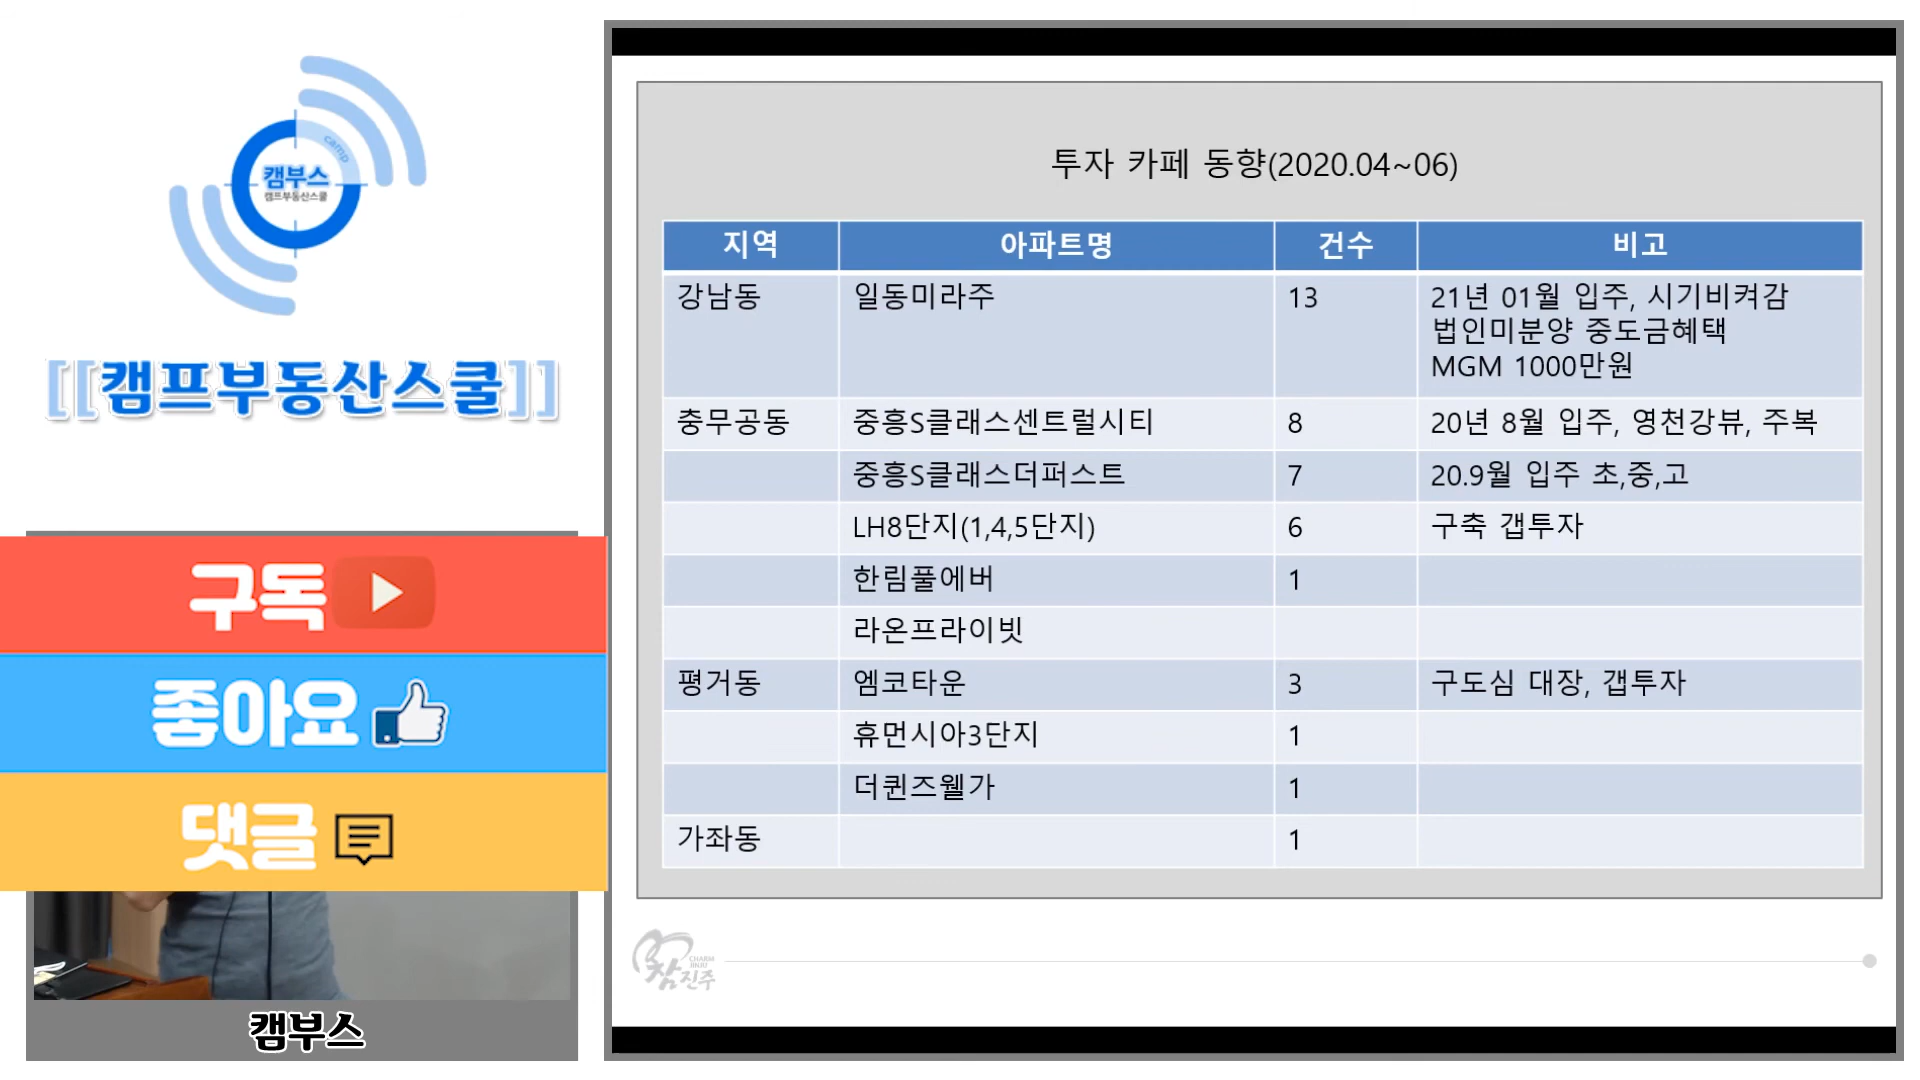 camp
캠부스
캠프부동산스쿨
[[캠프부동산스쿨]]
구독
좋아요
댓글
캠부스
투자 카페 동향(2020.04~06)
지역 아파트명 건수 비고
강남동 일동미라주 13 21년 01월 입주, 시기비켜감
법인미분양 중도금혜택
MGM 1000만원
충무공동 중흥S클래스센트럴시티 8 20년 8월 입주, 영천강뷰, 주복
중흥S클래스더퍼스트 7 20.9월 입주 초,중,고
LH8단지(1,4,5단지) 6 구축 갭투자
한림풀에버 1
라온프라이빗
평거동 엠코타운 3 구도심 대장, 갭투자
휴먼시아3단지 1
더퀸즈웰가 1
가좌동 1
CHARM
JINJU
참진주